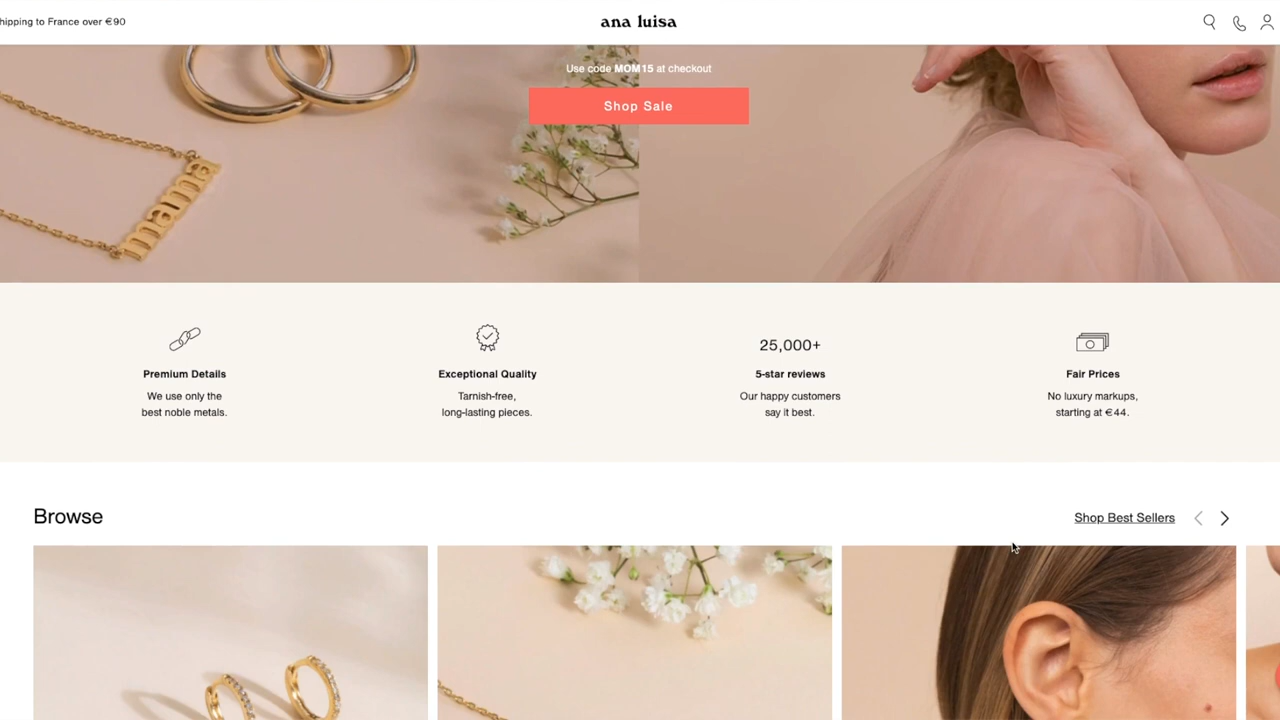 hipping to France over €90
ana luisa
Use code MOM15 at checkout
Shop Sale
mama
25,000+
Premium Details
Exceptional Quality
5-star reviews
Fair Prices
We use only the
best noble metals.
Tarnish-free,
long-lasting pieces.
Our happy customers
say it best.
No luxury markups,
starting at €44.
Browse
Shop Best Sellers